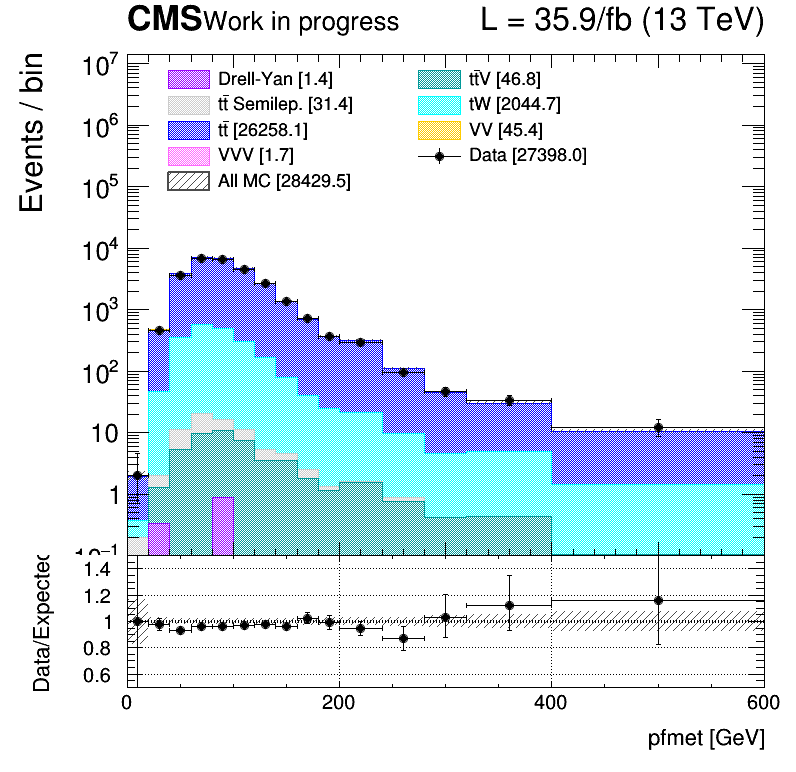 CMS Work in progress L = 35.9/fb (13 TeV)
Events / bin
10⁷
10⁶
10⁵
10⁴
10³
10²
10
1
10⁻¹
Drell-Yan [1.4]
tt̄ Semilep. [31.4]
tt̄ [26258.1]
VVV [1.7]
All MC [28429.5]
tt̄V [46.8]
tW [2044.7]
VV [45.4]
Data [27398.0]
Data/Expected
1.4
1.2
1
0.8
0.6
0 200 400 600
pfmet [GeV]